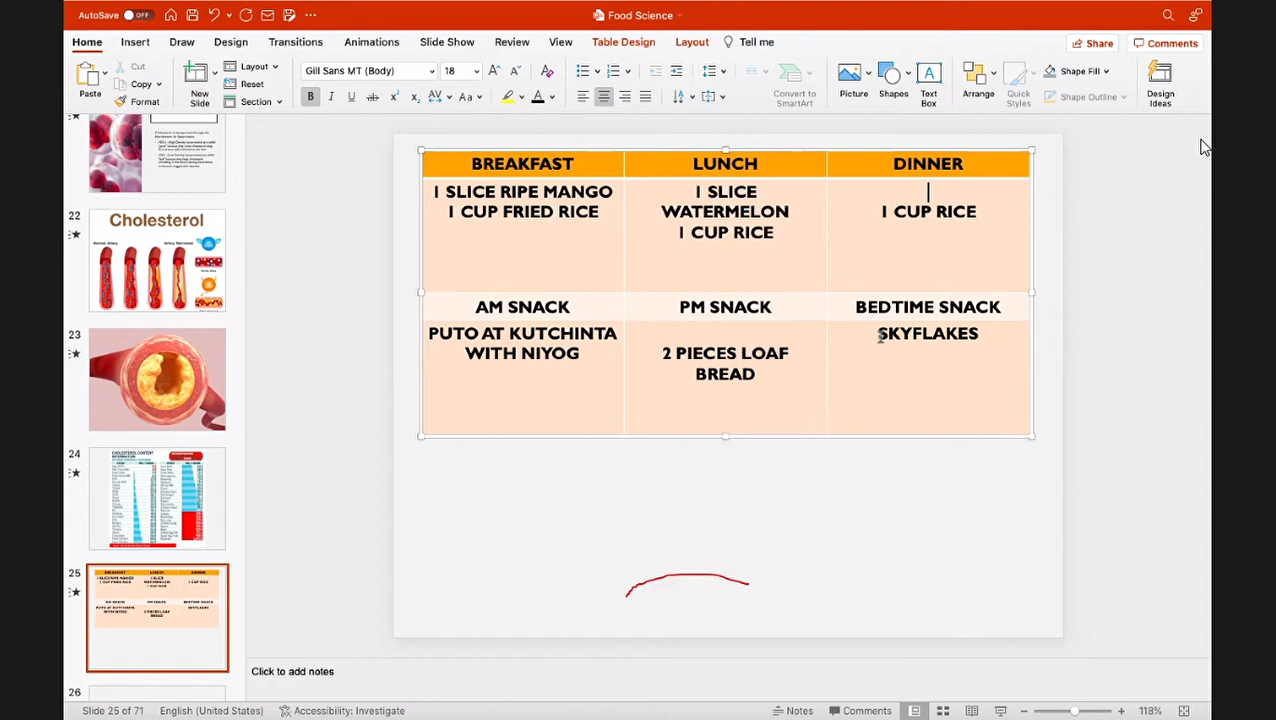 AutoSave OFF
Food Science
Home Insert Draw Design Transitions Animations Slide Show Review View Table Design Layout Tell me
Share Comments
Paste
Cut
Copy
Format
New Slide
Layout
Reset
Section
Gill Sans MT (Body) 18
Convert to SmartArt
Picture
Shapes
Text Box
Arrange
Quick Styles
Shape Fill
Shape Outline
Design Ideas
22
Cholesterol
23
24
25
26
BREAKFAST LUNCH DINNER
1 SLICE RIPE MANGO
1 CUP FRIED RICE
1 SLICE
WATERMELON
1 CUP RICE
1 CUP RICE
AM SNACK PM SNACK BEDTIME SNACK
PUTO AT KUTCHINTA
WITH NIYOG
2 PIECES LOAF
BREAD
SKYFLAKES
Click to add notes
Slide 25 of 71 English (United States) Accessibility: Investigate Notes Comments 118%